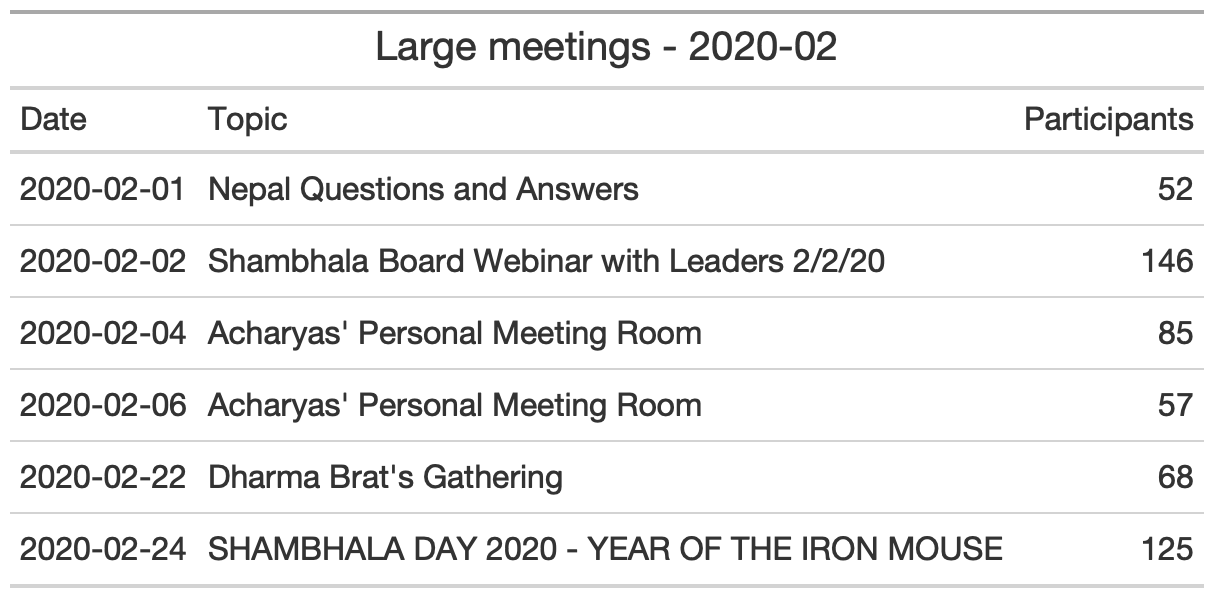 Large meetings - 2020-02
Date Topic Participants
2020-02-01 Nepal Questions and Answers 52
2020-02-02 Shambhala Board Webinar with Leaders 2/2/20 146
2020-02-04 Acharyas' Personal Meeting Room 85
2020-02-06 Acharyas' Personal Meeting Room 57
2020-02-22 Dharma Brat's Gathering 68
2020-02-24 SHAMBHALA DAY 2020 - YEAR OF THE IRON MOUSE 125